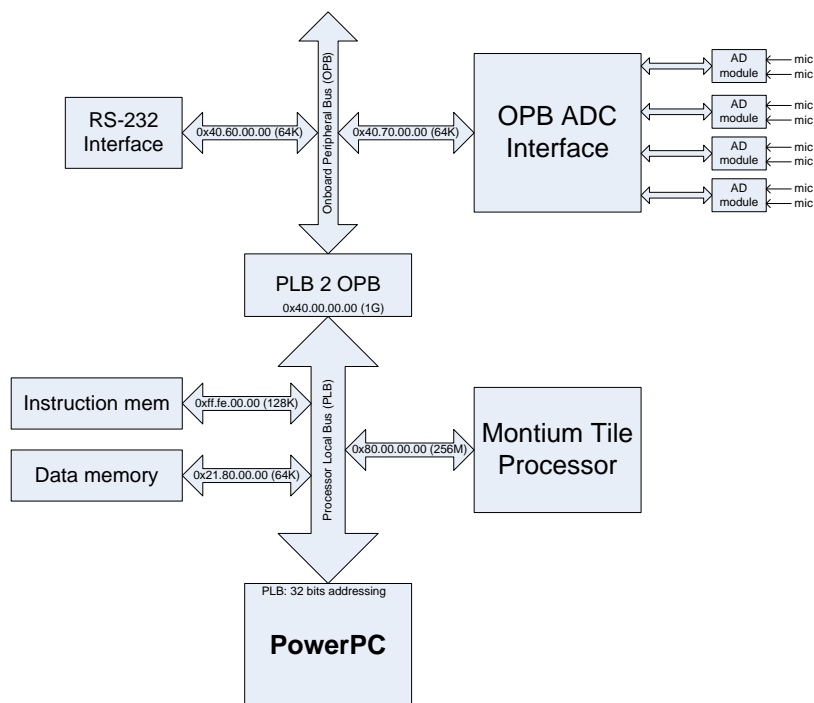 Onboard Peripheral Bus (OPB)
RS-232
Interface
0x40.60.00.00 (64K)
0x40.70.00.00 (64K)
OPB ADC
Interface
AD
module
mic
mic
AD
module
mic
mic
AD
module
mic
mic
AD
module
mic
mic
PLB 2 OPB
0x40.00.00.00 (1G)
Processor Local Bus (PLB)
Instruction mem
0xff.fe.00.00 (128K)
Data memory
0x21.80.00.00 (64K)
0x80.00.00.00 (256M)
Montium Tile
Processor
PLB: 32 bits addressing
PowerPC